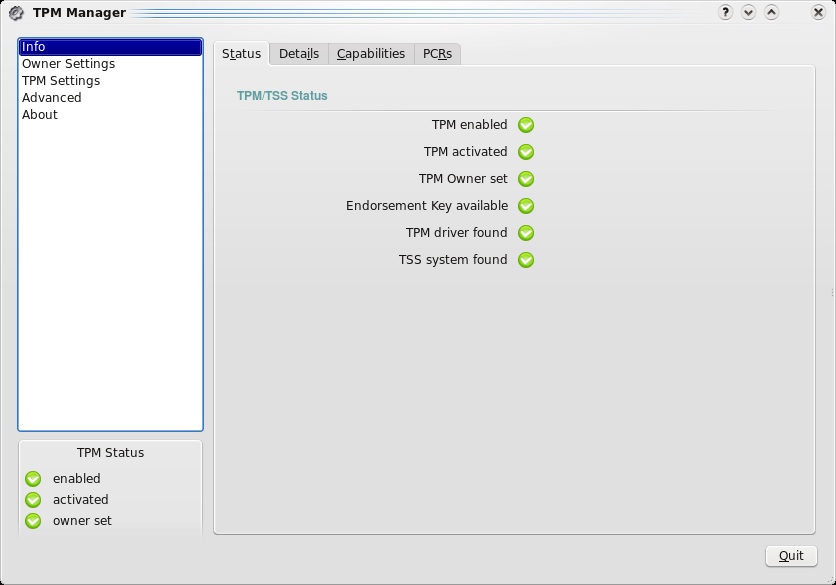 TPM Manager
Info
Owner Settings
TPM Settings
Advanced
About
Status Details Capabilities PCRs
TPM/TSS Status
TPM enabled
TPM activated
TPM Owner set
Endorsement Key available
TPM driver found
TSS system found
TPM Status
enabled
activated
owner set
Quit